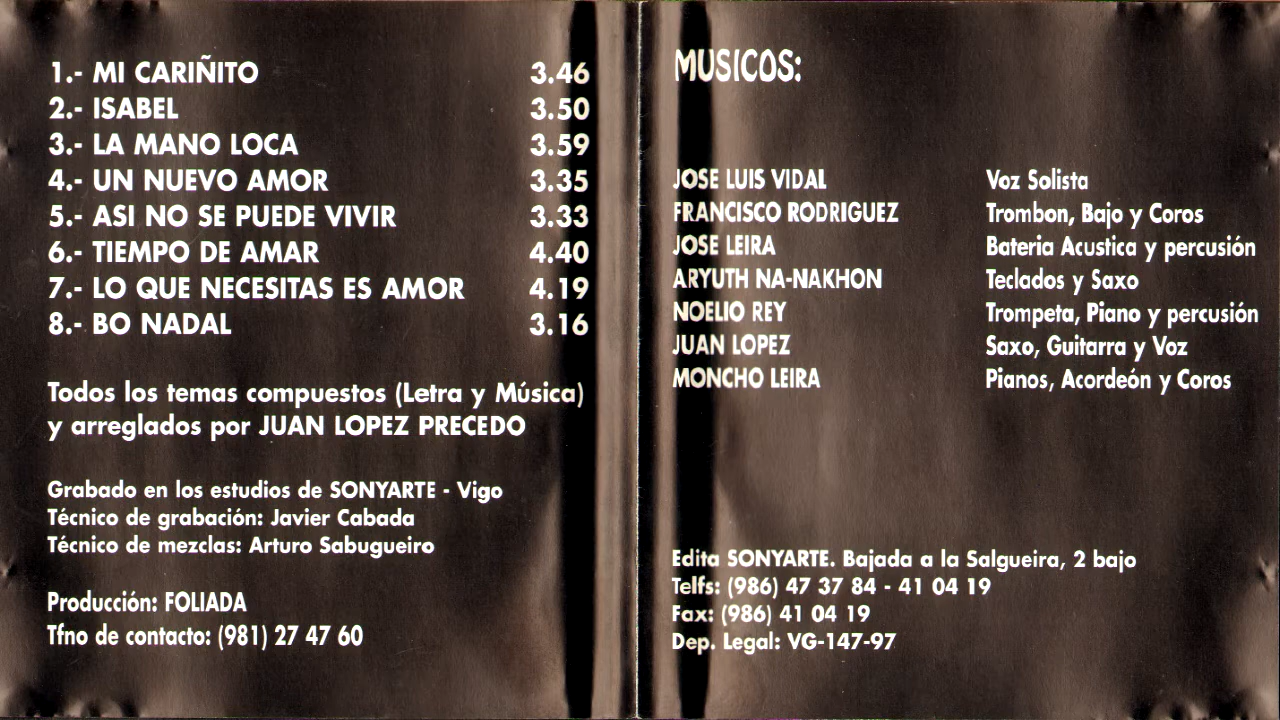 1.- MI CARIÑITO 3.46
2.- ISABEL 3.50
3.- LA MANO LOCA 3.59
4.- UN NUEVO AMOR 3.35
5.- ASI NO SE PUEDE VIVIR 3.33
6.- TIEMPO DE AMAR 4.40
7.- LO QUE NECESITAS ES AMOR 4.19
8.- BO NADAL 3.16
Todos los temas compuestos (Letra y Música)
y arreglados por JUAN LOPEZ PRECEDO
Grabado en los estudios de SONYARTE - Vigo
Técnico de grabación: Javier Cabada
Técnico de mezclas: Arturo Sabugueiro
Producción: FOLIADA
Tfno de contacto: (981) 27 47 60
MUSICOS:
JOSE LUIS VIDAL Voz Solista
FRANCISCO RODRIGUEZ Trombon, Bajo y Coros
JOSE LEIRA Bateria Acustica y percusión
ARYUTH NA-NAKHON Teclados y Saxo
NOELIO REY Trompeta, Piano y percusión
JUAN LOPEZ Saxo, Guitarra y Voz
MONCHO LEIRA Pianos, Acordeón y Coros
Edita SONYARTE. Bajada a la Salgueira, 2 bajo
Telfs: (986) 47 37 84 - 41 04 19
Fax: (986) 41 04 19
Dep. Legal: VG-147-97